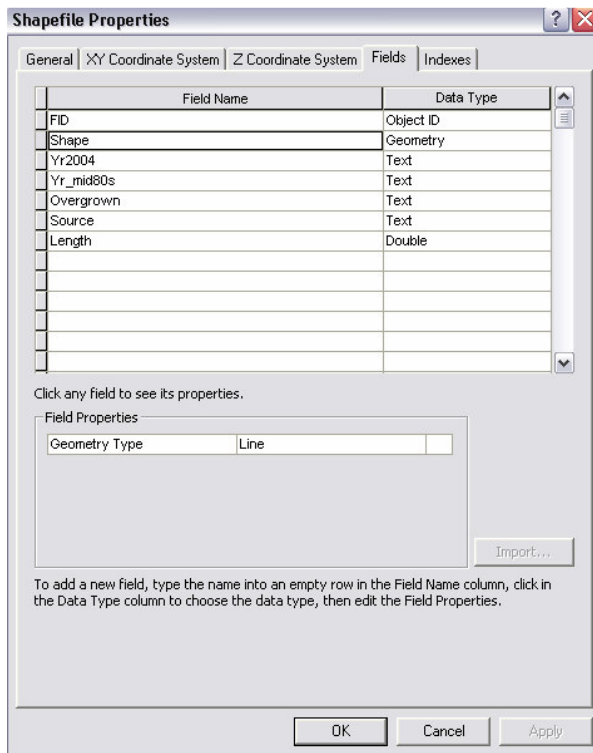 Shapefile Properties
General XY Coordinate System Z Coordinate System Fields Indexes
Field Name Data Type
FID Object ID
Shape Geometry
Yr2004 Text
Yr_mid80s Text
Overgrown Text
Source Text
Length Double
Click any field to see its properties.
Field Properties
Geometry Type Line
Import...
To add a new field, type the name into an empty row in the Field Name column, click in
the Data Type column to choose the data type, then edit the Field Properties.
OK Cancel Apply